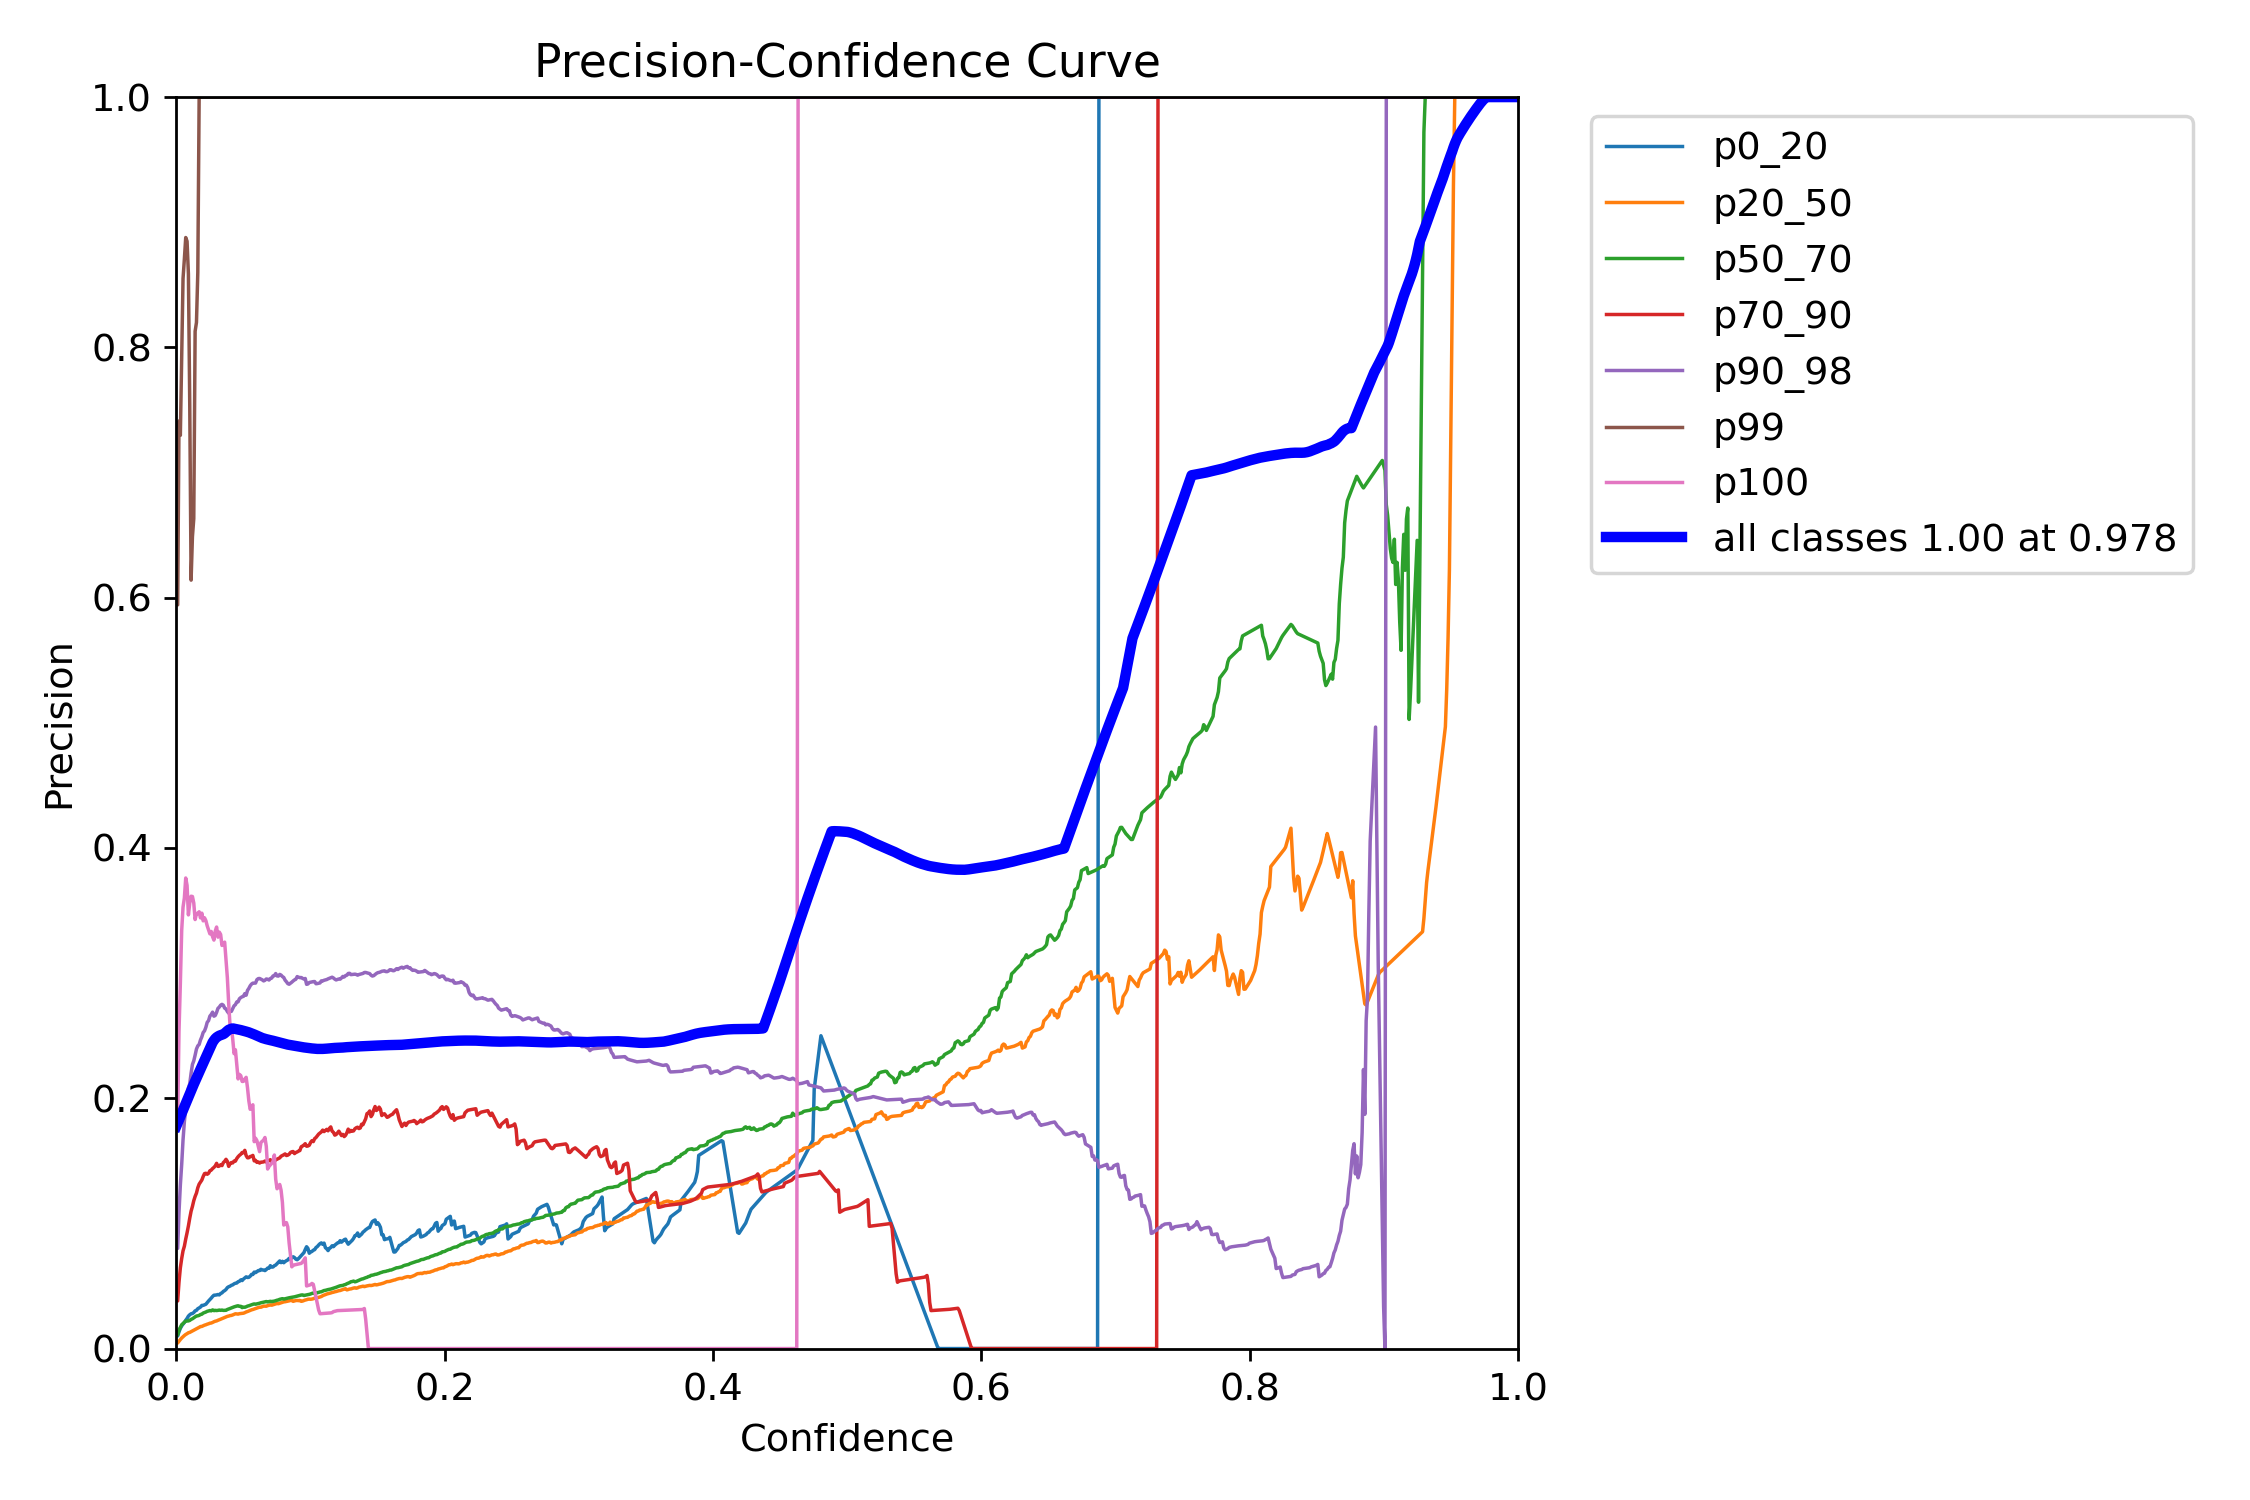 Precision-Confidence Curve
1.0
0.8
0.6
0.4
0.2
0.0
Precision
0.0 0.2 0.4 0.6 0.8 1.0
Confidence
p0_20
p20_50
p50_70
p70_90
p90_98
p99
p100
all classes 1.00 at 0.978